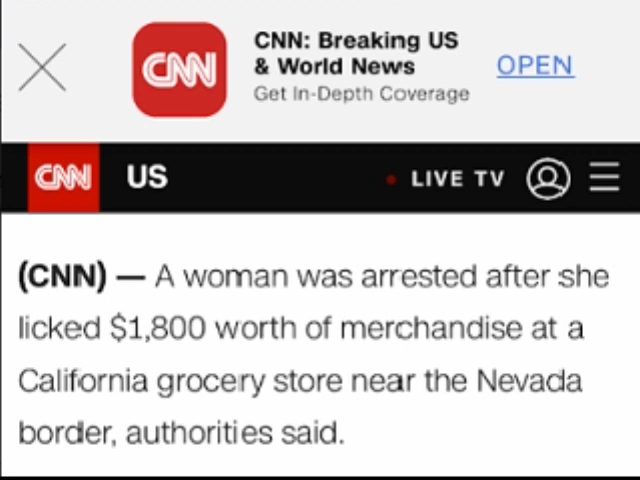 CNN
CNN: Breaking US
& World News
Get In-Depth Coverage
OPEN
CNN US LIVE TV
(CNN) — A woman was arrested after she
licked $1,800 worth of merchandise at a
California grocery store near the Nevada
border, authorities said.